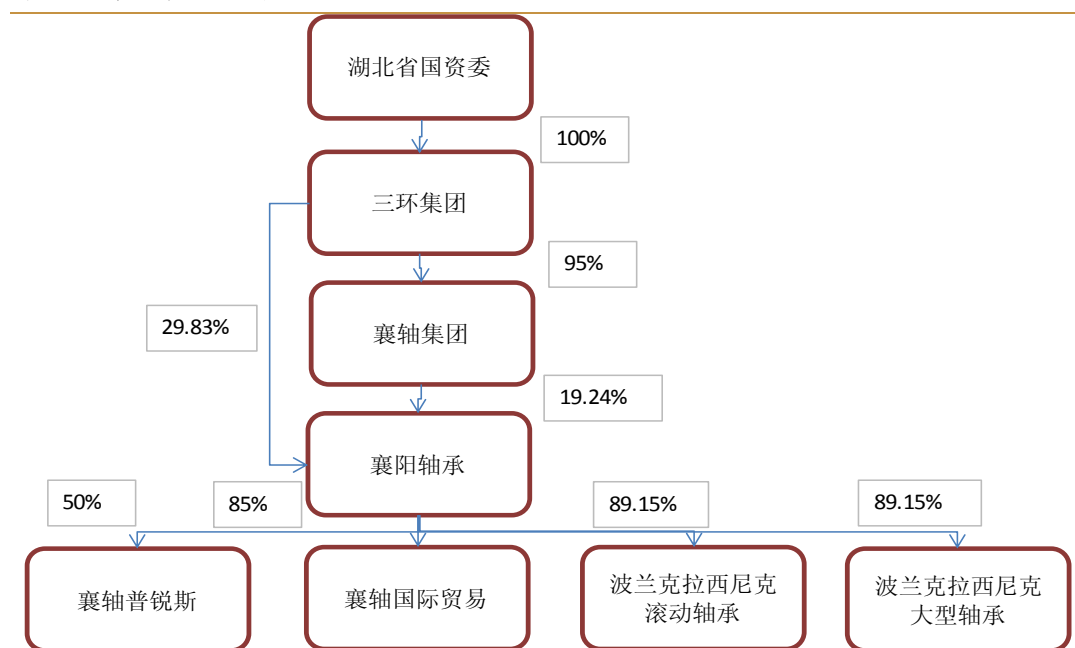 湖北省国资委
100%
三环集团
95%
29.83%
襄轴集团
19.24%
襄阳轴承
50%
85%
89.15%
89.15%
襄轴普锐斯
襄轴国际贸易
波兰克拉西尼克
滚动轴承
波兰克拉西尼克
大型轴承